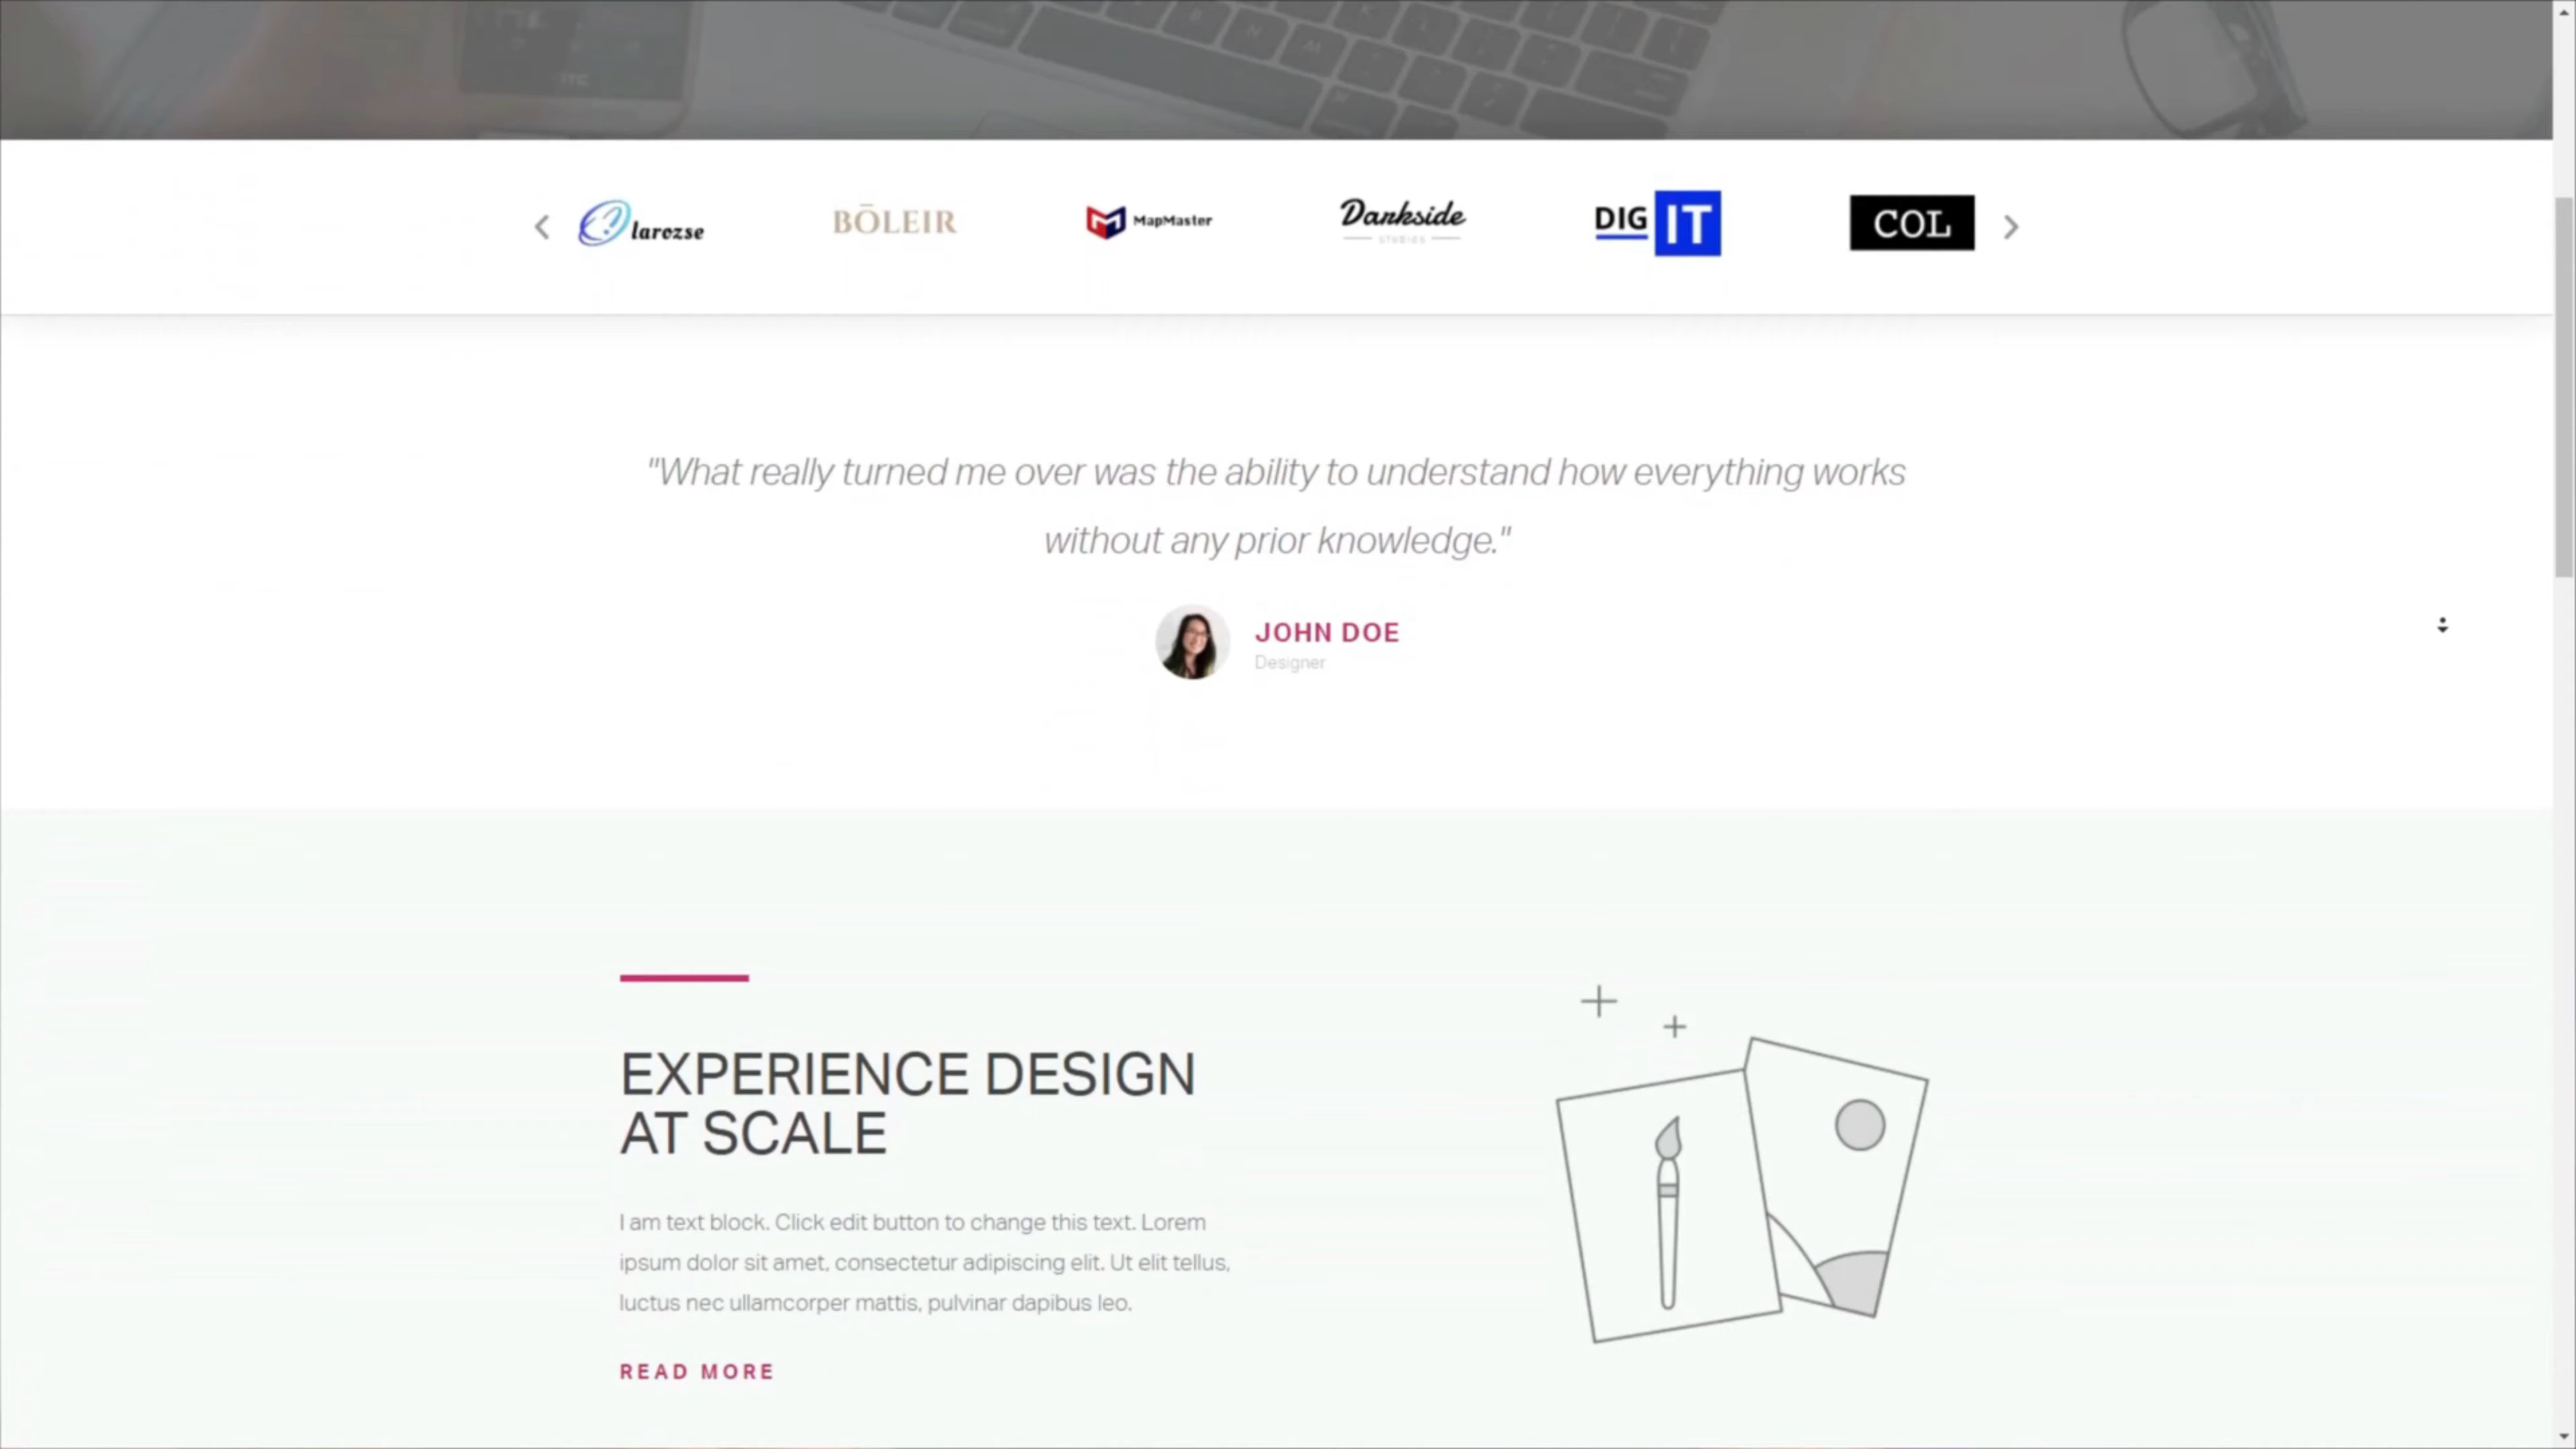 larozse
BŌLEIR
MapMaster
Darkside
STUDIOS
DIG IT
COL
"What really turned me over was the ability to understand how everything works
without any prior knowledge."
JOHN DOE
Designer
EXPERIENCE DESIGN
AT SCALE
I am text block. Click edit button to change this text. Lorem
ipsum dolor sit amet, consectetur adipiscing elit. Ut elit tellus,
luctus nec ullamcorper mattis, pulvinar dapibus leo.
READ MORE